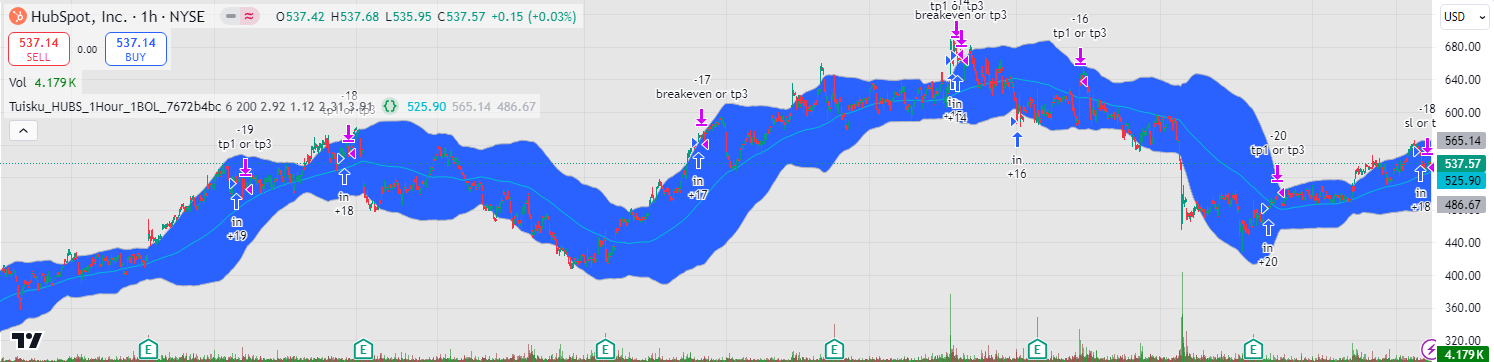 HubSpot, Inc. · 1h · NYSE O537.42 H537.68 L535.95 C537.57 +0.15 (+0.03%)
537.14
SELL
0.00
537.14
BUY
Vol 4.179 K
Tuisku_HUBS_1Hour_1BOL_7672b4bc 6 200 2.92 1.12 2.31 3.91 525.90 565.14 486.67
-19
tp1 or tp3
in
+19
-18
tp1 or tp3
in
+18
-17
breakeven or tp3
in
+17
tp1 or tp3
breakeven or tp3
in
-16
tp1 or tp3
in
+16
-20
tp1 or tp3
in
+20
-18
sl or t
in
+18
USD
680.00
640.00
600.00
565.14
537.57
525.90
486.67
440.00
400.00
360.00
320.00
4.179 K
E
E
E
E
E
E